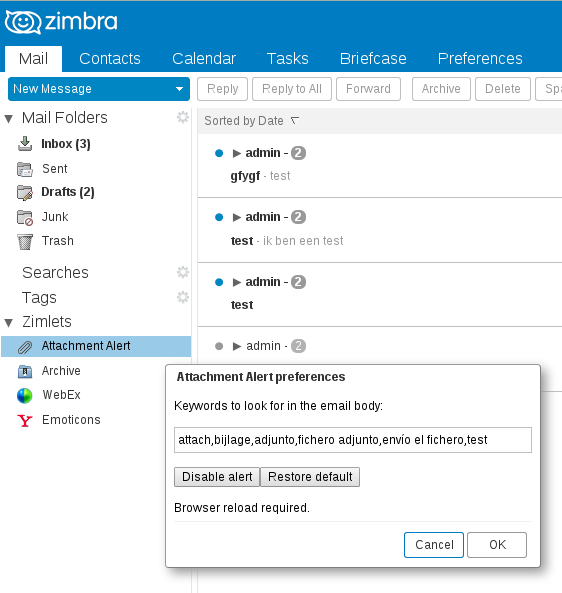 zimbra
Mail Contacts Calendar Tasks Briefcase Preferences
New Message Reply Reply to All Forward Archive Delete Spa
Mail Folders
Sorted by Date
Inbox (3)
Sent
Drafts (2)
Junk
Trash
Searches
Tags
Zimlets
Attachment Alert
Archive
WebEx
Emoticons
admin - 2
gfygf - test
admin - 2
test - ik ben een test
admin - 2
test
admin - 2
Attachment Alert preferences
Keywords to look for in the email body:
attach,bijlage,adjunto,fichero adjunto,envío el fichero,test
Disable alert Restore default
Browser reload required.
Cancel OK